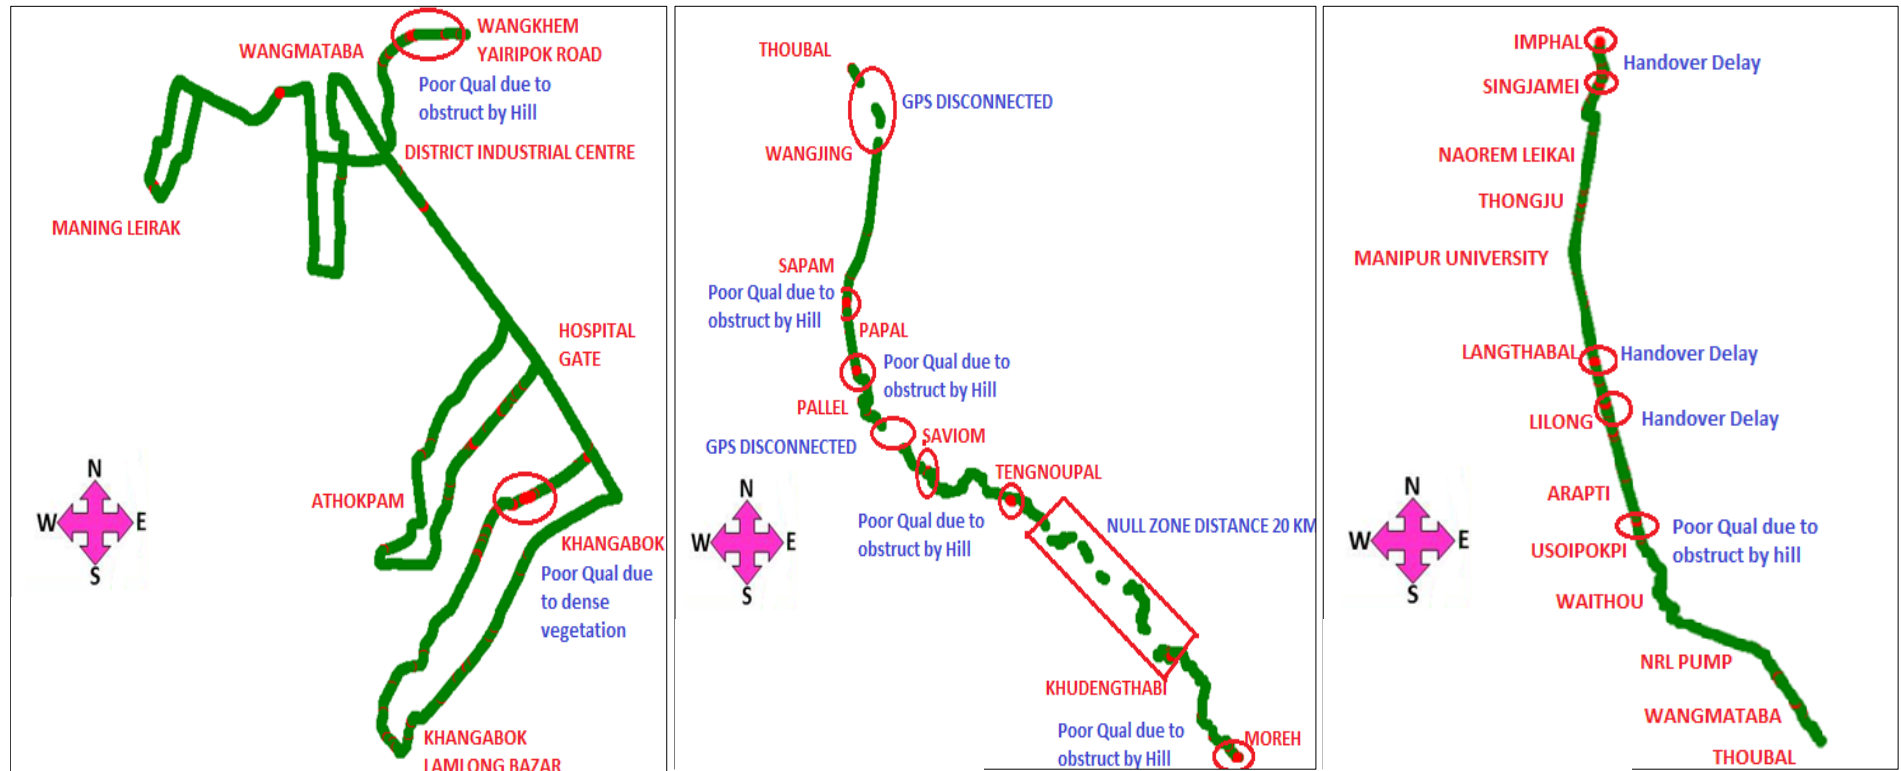 WANGKHEM
YAIRIPOK ROAD
WANGMATABA
Poor Qual due to
obstruct by Hill
DISTRICT INDUSTRIAL CENTRE
MANING LEIRAK
HOSPITAL
GATE
ATHOKPAM
KHANGABOK
Poor Qual due
to dense
vegetation
KHANGABOK
LAMLONG BAZAR
N
W E
S
THOUBAL
GPS DISCONNECTED
WANGJING
SAPAM
Poor Qual due to
obstruct by Hill
PAPAL
Poor Qual due to
obstruct by Hill
PALLEL
GPS DISCONNECTED
SAVIOM
TENGNOUPAL
Poor Qual due to
obstruct by Hill
NULL ZONE DISTANCE 20 KM
KHUDENGTHABI
Poor Qual due to
obstruct by Hill
MOREH
N
W E
S
IMPHAL
Handover Delay
SINGJAMEI
NAOREM LEIKAI
THONGJU
MANIPUR UNIVERSITY
LANGTHABAL
Handover Delay
LILONG
Handover Delay
ARAPTI
Poor Qual due to
obstruct by hill
USOIPOKPI
WAITHOU
NRL PUMP
WANGMATABA
THOUBAL
N
W E
S